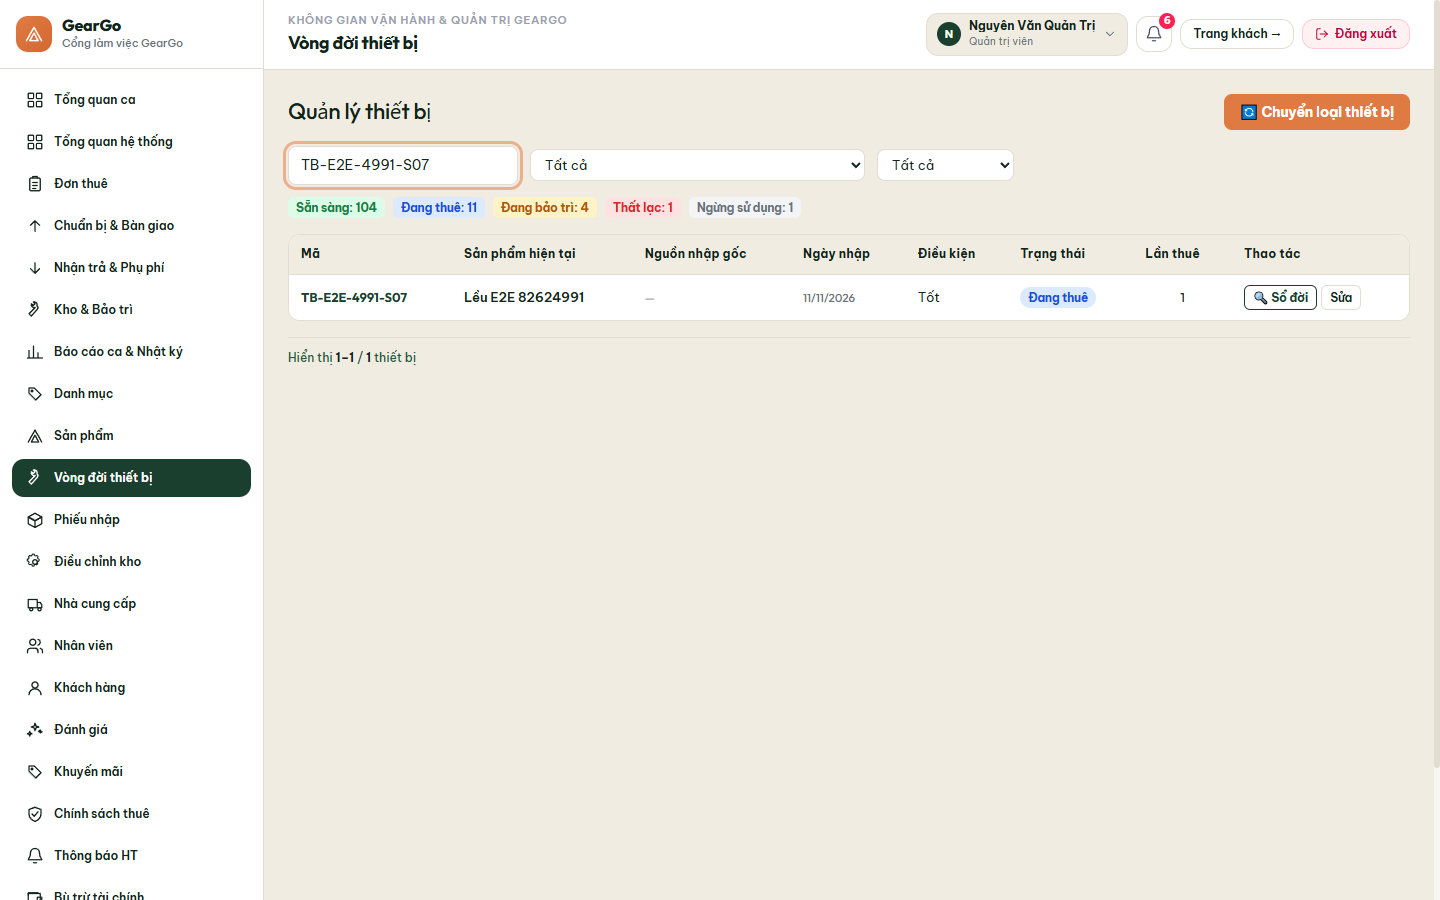 GearGo
Cổng làm việc GearGo
KHÔNG GIAN VẬN HÀNH & QUẢN TRỊ GEARGO
Vòng đời thiết bị
N
Nguyễn Văn Quản Trị
Quản trị viên
6
Trang khách →
Đăng xuất
Tổng quan ca
Tổng quan hệ thống
Đơn thuê
Chuẩn bị & Bàn giao
Nhận trả & Phụ phí
Kho & Bảo trì
Báo cáo ca & Nhật ký
Danh mục
Sản phẩm
Vòng đời thiết bị
Phiếu nhập
Điều chỉnh kho
Nhà cung cấp
Nhân viên
Khách hàng
Đánh giá
Khuyến mãi
Chính sách thuê
Thông báo HT
Bù trừ tài chính
Quản lý thiết bị
Chuyển loại thiết bị
TB-E2E-4991-S07
Tất cả
Tất cả
Sẵn sàng: 104
Đang thuê: 11
Đang bảo trì: 4
Thất lạc: 1
Ngừng sử dụng: 1
Mã
Sản phẩm hiện tại
Nguồn nhập gốc
Ngày nhập
Điều kiện
Trạng thái
Lần thuê
Thao tác
TB-E2E-4991-S07
Lều E2E 82624991
—
11/11/2026
Tốt
Đang thuê
1
Sổ đời
Sửa
Hiển thị 1–1 / 1 thiết bị